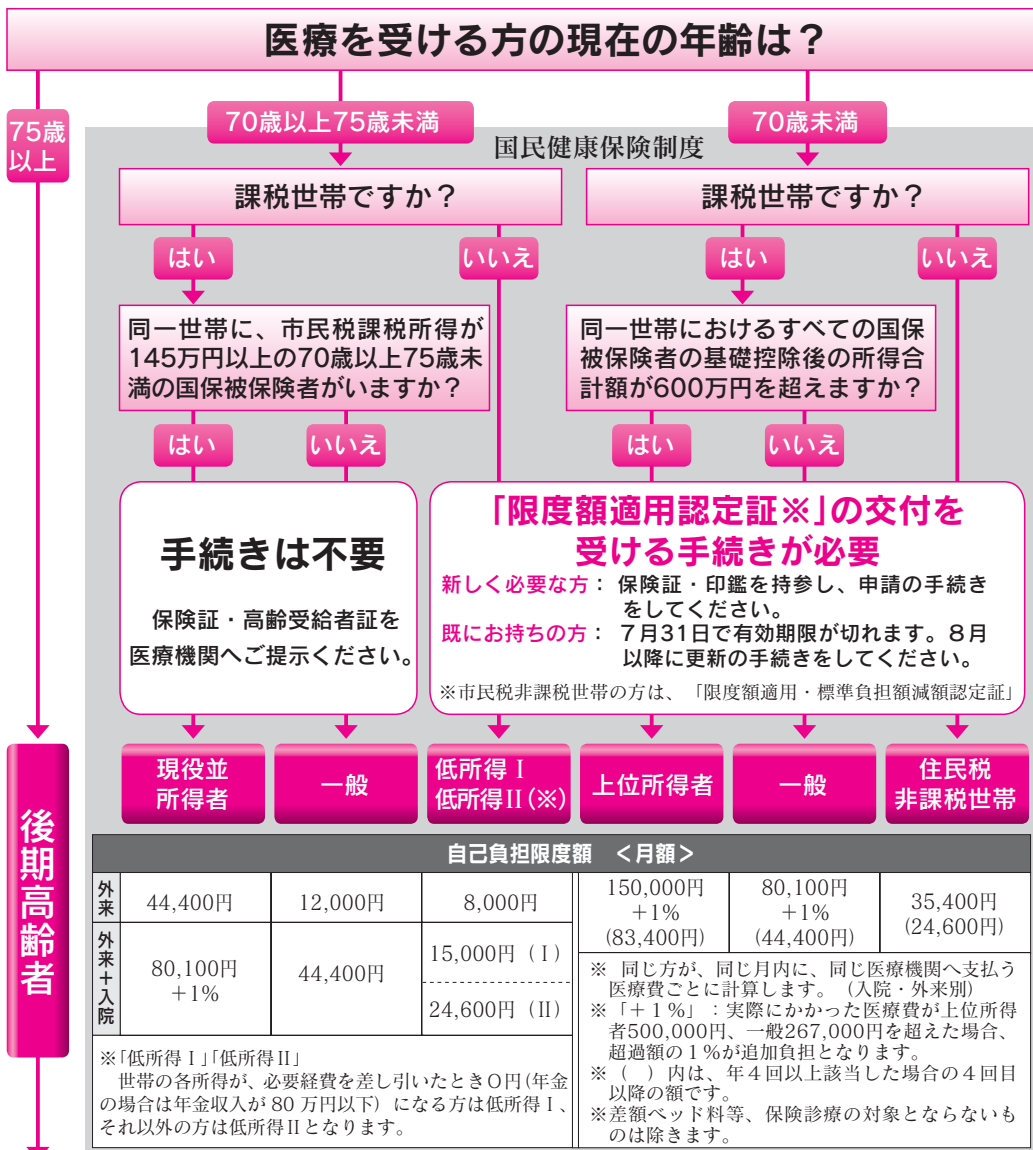 医療を受ける方の現在の年齢は？
75歳
以上
70歳以上75歳未満
70歳未満
国民健康保険制度
課税世帯ですか？
課税世帯ですか？
はい
いいえ
はい
いいえ
同一世帯に、市民税課税所得が
145万円以上の70歳以上75歳未
満の国保被保険者がいますか？
同一世帯におけるすべての国保
被保険者の基礎控除後の所得合
計額が600万円を超えますか？
はい
いいえ
はい
いいえ
手続きは不要
保険証・高齢受給者証を
医療機関へご提示ください。
「限度額適用認定証※」の交付を
受ける手続きが必要
新しく必要な方： 保険証・印鑑を持参し、申請の手続き
をしてください。
既にお持ちの方： 7月31日で有効期限が切れます。８月
以降に更新の手続きをしてください。
※市民税非課税世帯の方は、「限度額適用・標準負担額減額認定証」
後期高齢者
現役並
所得者
一般
低所得Ⅰ
低所得Ⅱ(※)
上位所得者
一般
住民税
非課税世帯
自己負担限度額 ＜月額＞
外来
44,400円
12,000円
8,000円
150,000円
＋1%
(83,400円)
80,100円
＋1%
(44,400円)
35,400円
(24,600円)
外来＋入院
80,100円
＋1%
44,400円
15,000円（Ⅰ）
24,600円（Ⅱ）
※「低所得Ⅰ」「低所得Ⅱ」
世帯の各所得が、必要経費を差し引いたとき０円(年金
の場合は年金収入が 80 万円以下）になる方は低所得Ⅰ、
それ以外の方は低所得Ⅱとなります。
※ 同じ方が、同じ月内に、同じ医療機関へ支払う
医療費ごとに計算します。（入院・外来別）
※「＋１%」：実際にかかった医療費が上位所得
者500,000円、一般267,000円を超えた場合、
超過額の１%が追加負担となります。
※（ ）内は、年４回以上該当した場合の４回目
以降の額です。
※差額ベッド料等、保険診療の対象とならないも
のは除きます。